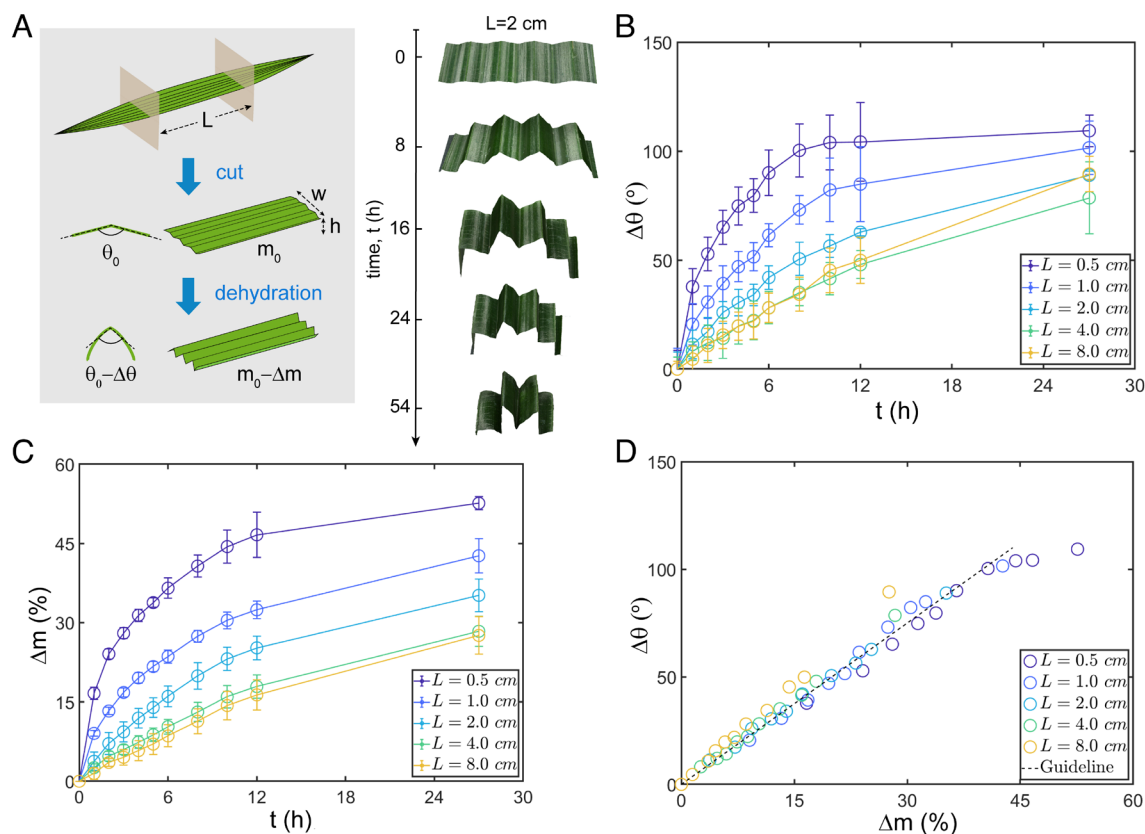 A
L
cut
w
h
θ0
m0
dehydration
θ0−Δθ
m0−Δm
L=2 cm
time, t (h)
0
8
16
24
54
B
150
100
50
0
0 6 12 18 24 30
Δθ (°)
t (h)
L = 0.5 cm
L = 1.0 cm
L = 2.0 cm
L = 4.0 cm
L = 8.0 cm
C
60
45
30
15
0
0 6 12 18 24 30
Δm (%)
t (h)
L = 0.5 cm
L = 1.0 cm
L = 2.0 cm
L = 4.0 cm
L = 8.0 cm
D
150
100
50
0
0 15 30 45 60
Δθ (°)
Δm (%)
L = 0.5 cm
L = 1.0 cm
L = 2.0 cm
L = 4.0 cm
L = 8.0 cm
Guideline